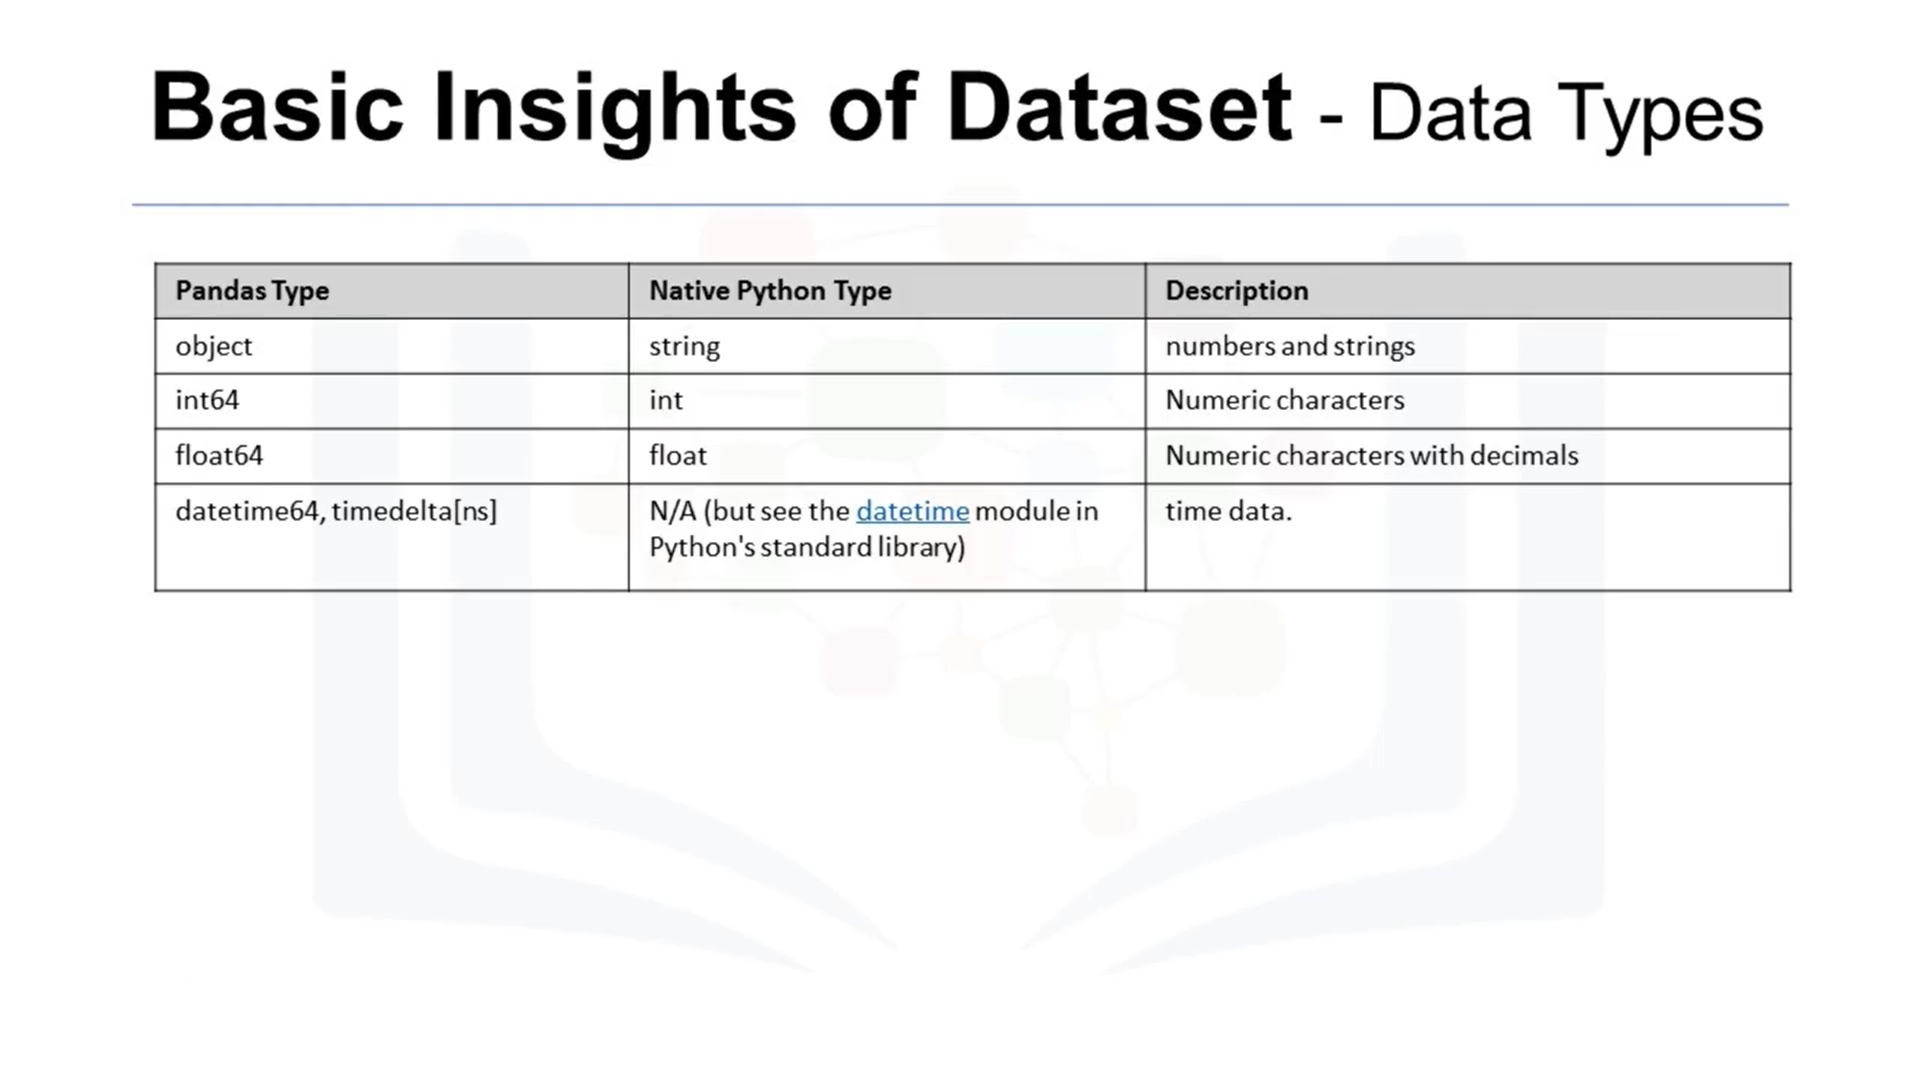 Basic Insights of Dataset - Data Types
Pandas Type Native Python Type Description
object string numbers and strings
int64 int Numeric characters
float64 float Numeric characters with decimals
datetime64, timedelta[ns] N/A (but see the datetime module in time data.
Python's standard library)